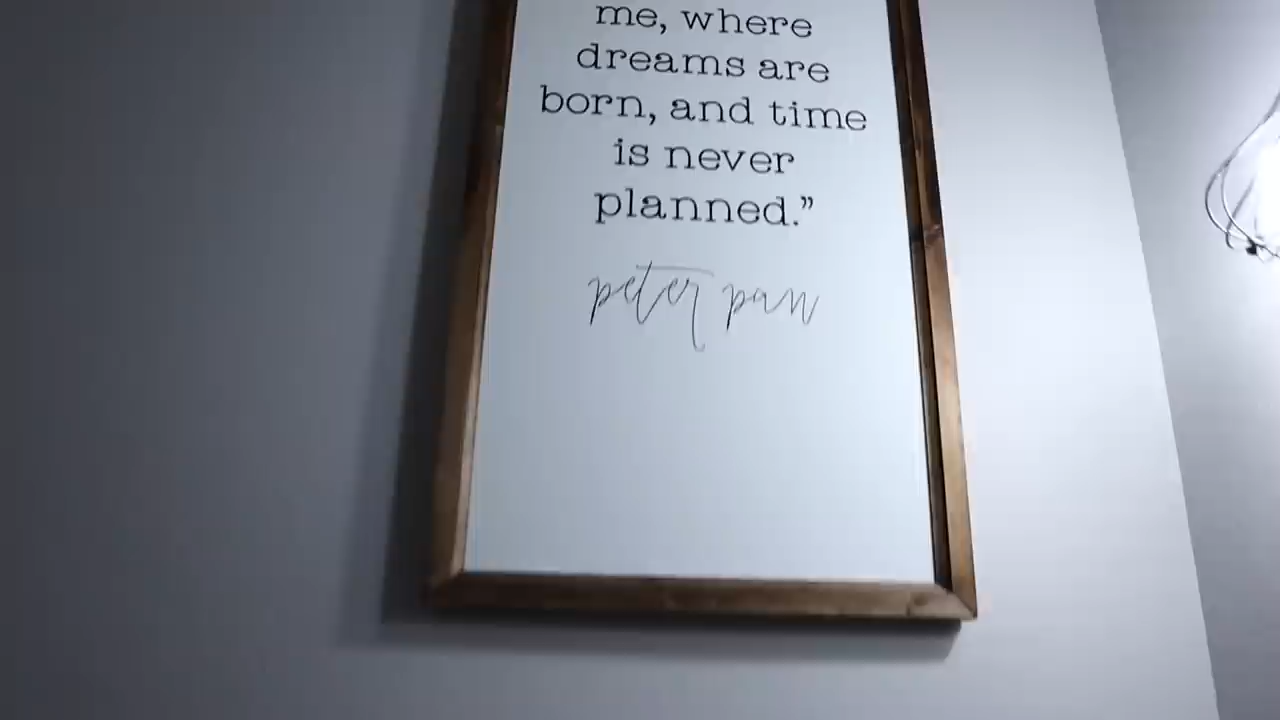 me, where
dreams are
born, and time
is never
planned.”
peter pan